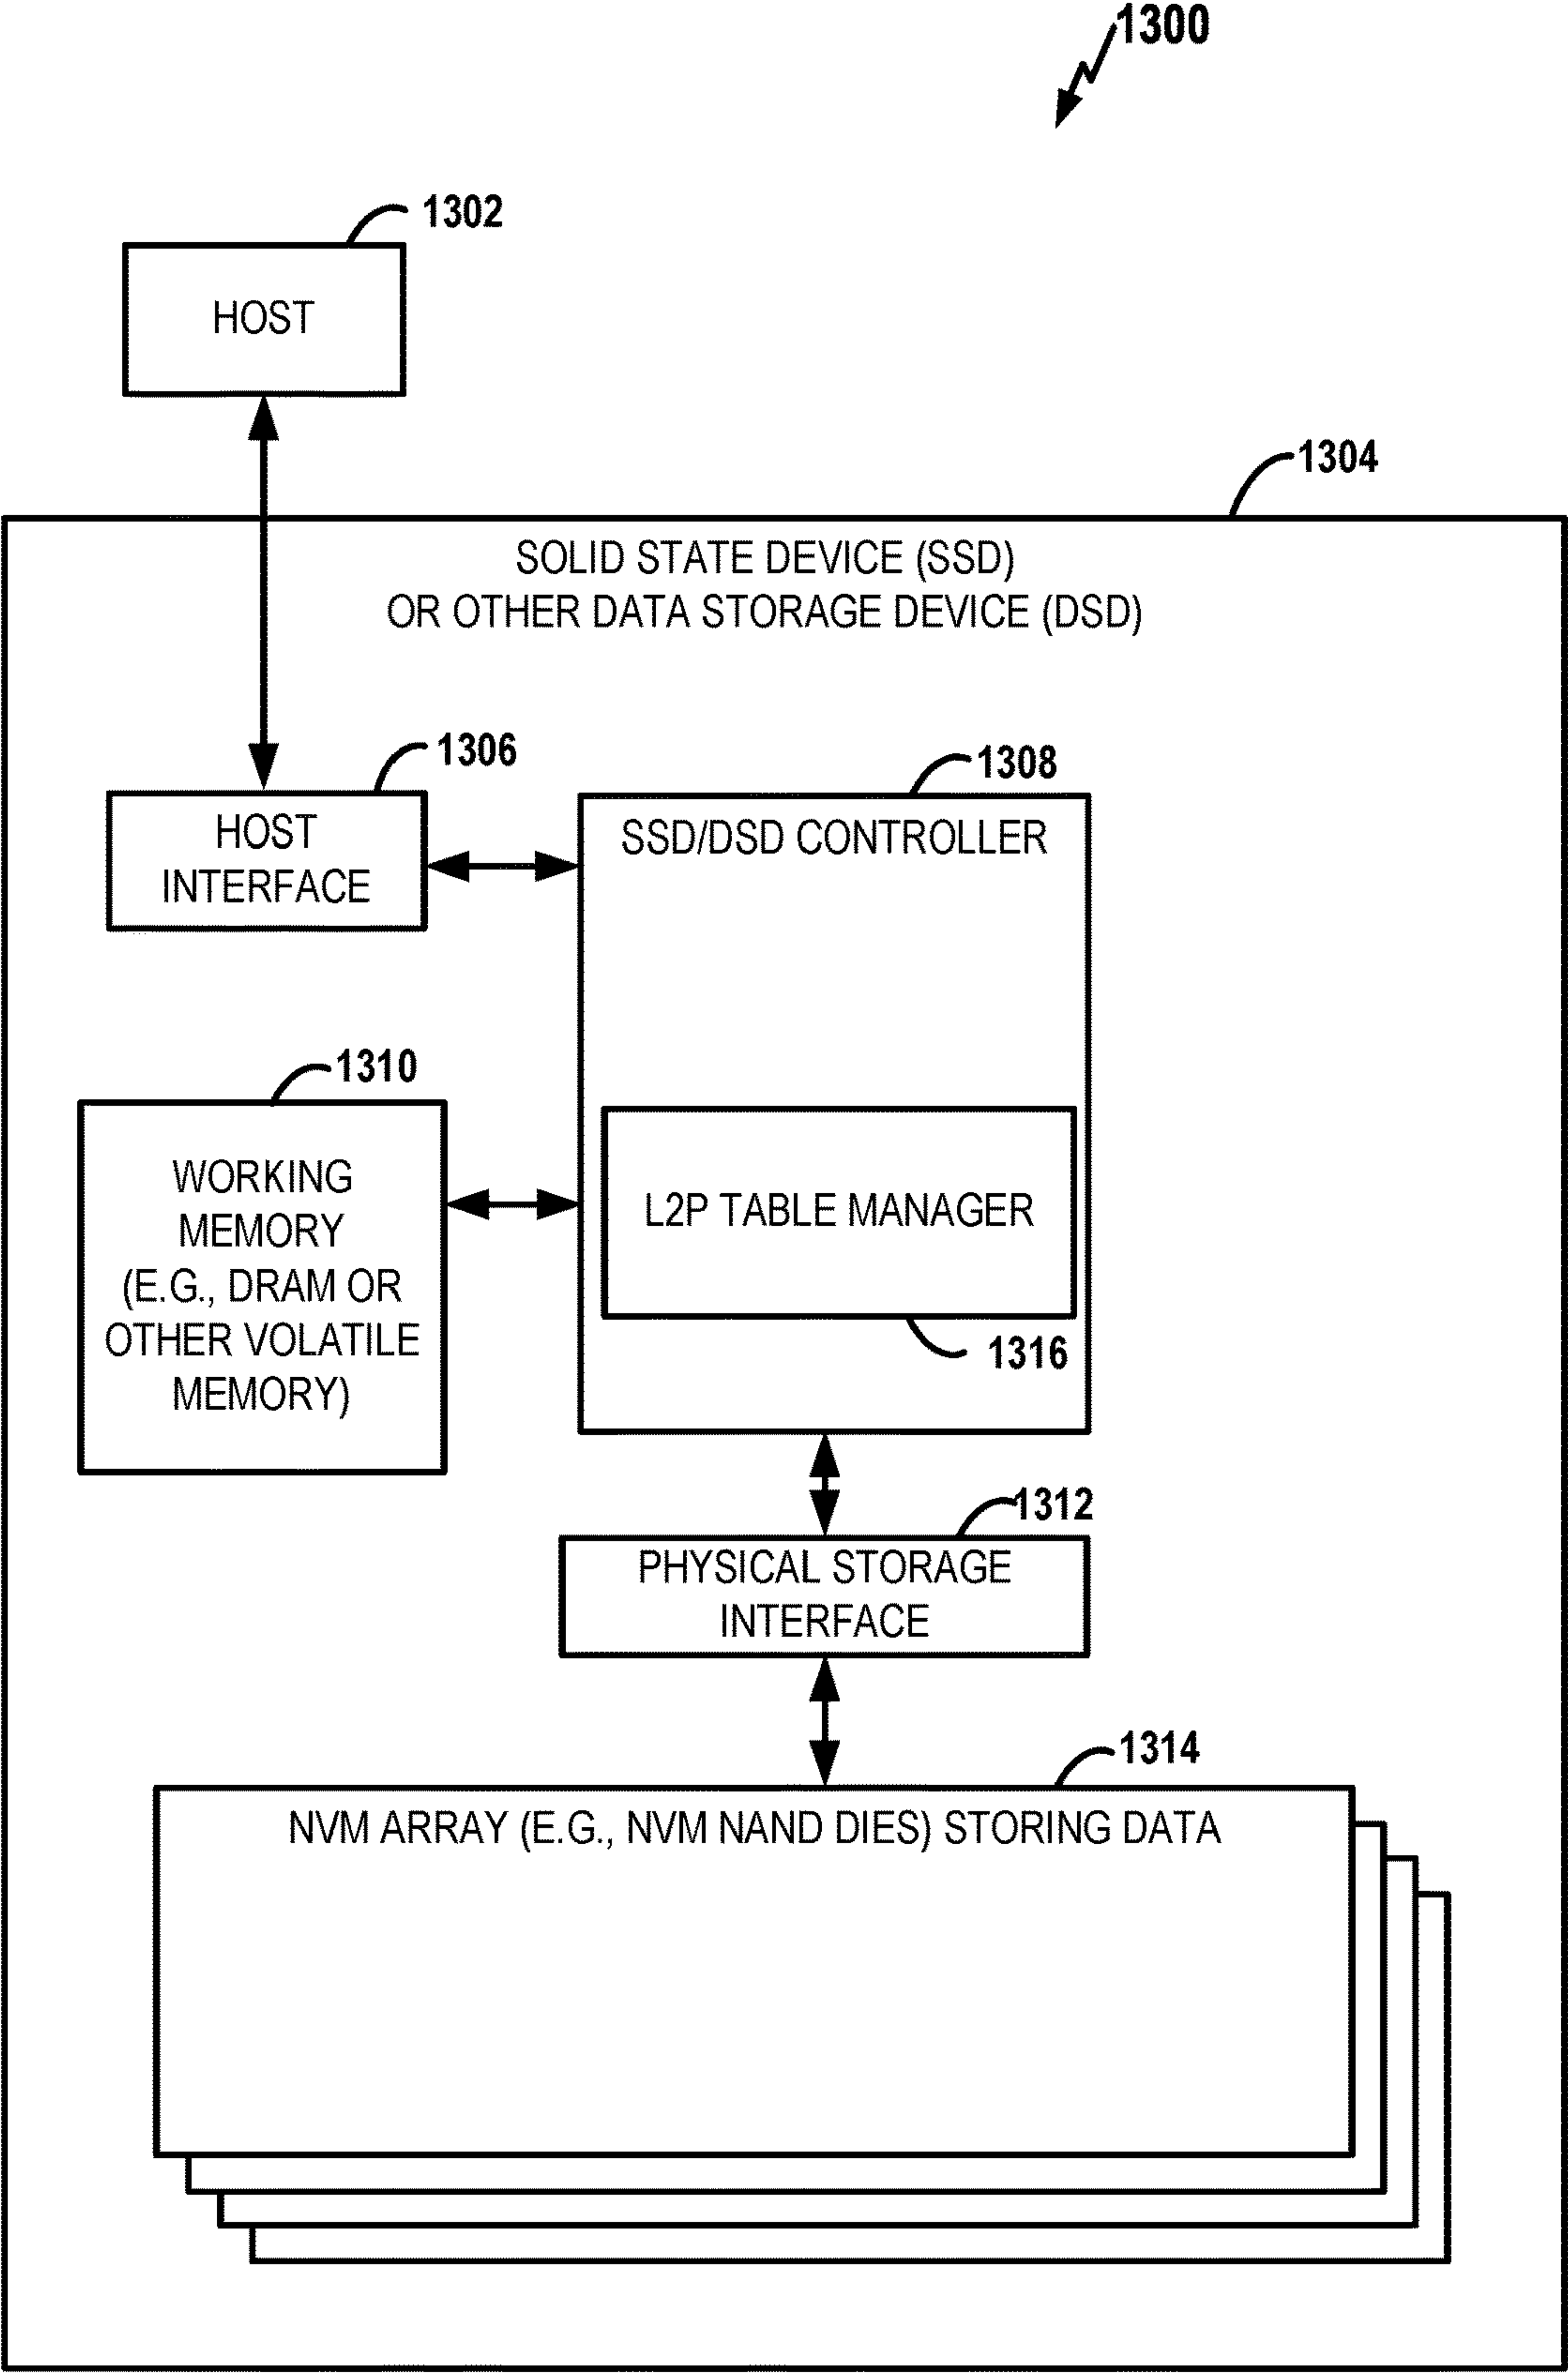 1300
1302
HOST
1304
SOLID STATE DEVICE (SSD)
OR OTHER DATA STORAGE DEVICE (DSD)
1306
HOST
INTERFACE
1308
SSD/DSD CONTROLLER
1310
WORKING
MEMORY
(E.G., DRAM OR
OTHER VOLATILE
MEMORY)
L2P TABLE MANAGER
1316
1312
PHYSICAL STORAGE
INTERFACE
1314
NVM ARRAY (E.G., NVM NAND DIES) STORING DATA